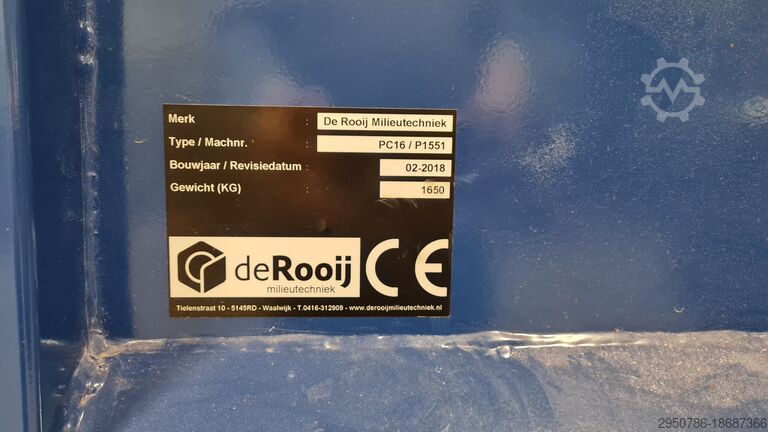 Merk : De Rooij Milieutechniek
Type / Machnr. : PC16 / P1551
Bouwjaar / Revisiedatum : 02-2018
Gewicht (KG) : 1650
deRooij CE
milieutechniek
Tielenstraat 10 - 5145RD - Waalwijk - T.0416-312909 - www.derooijmilieutechniek.nl
2950786-18687366